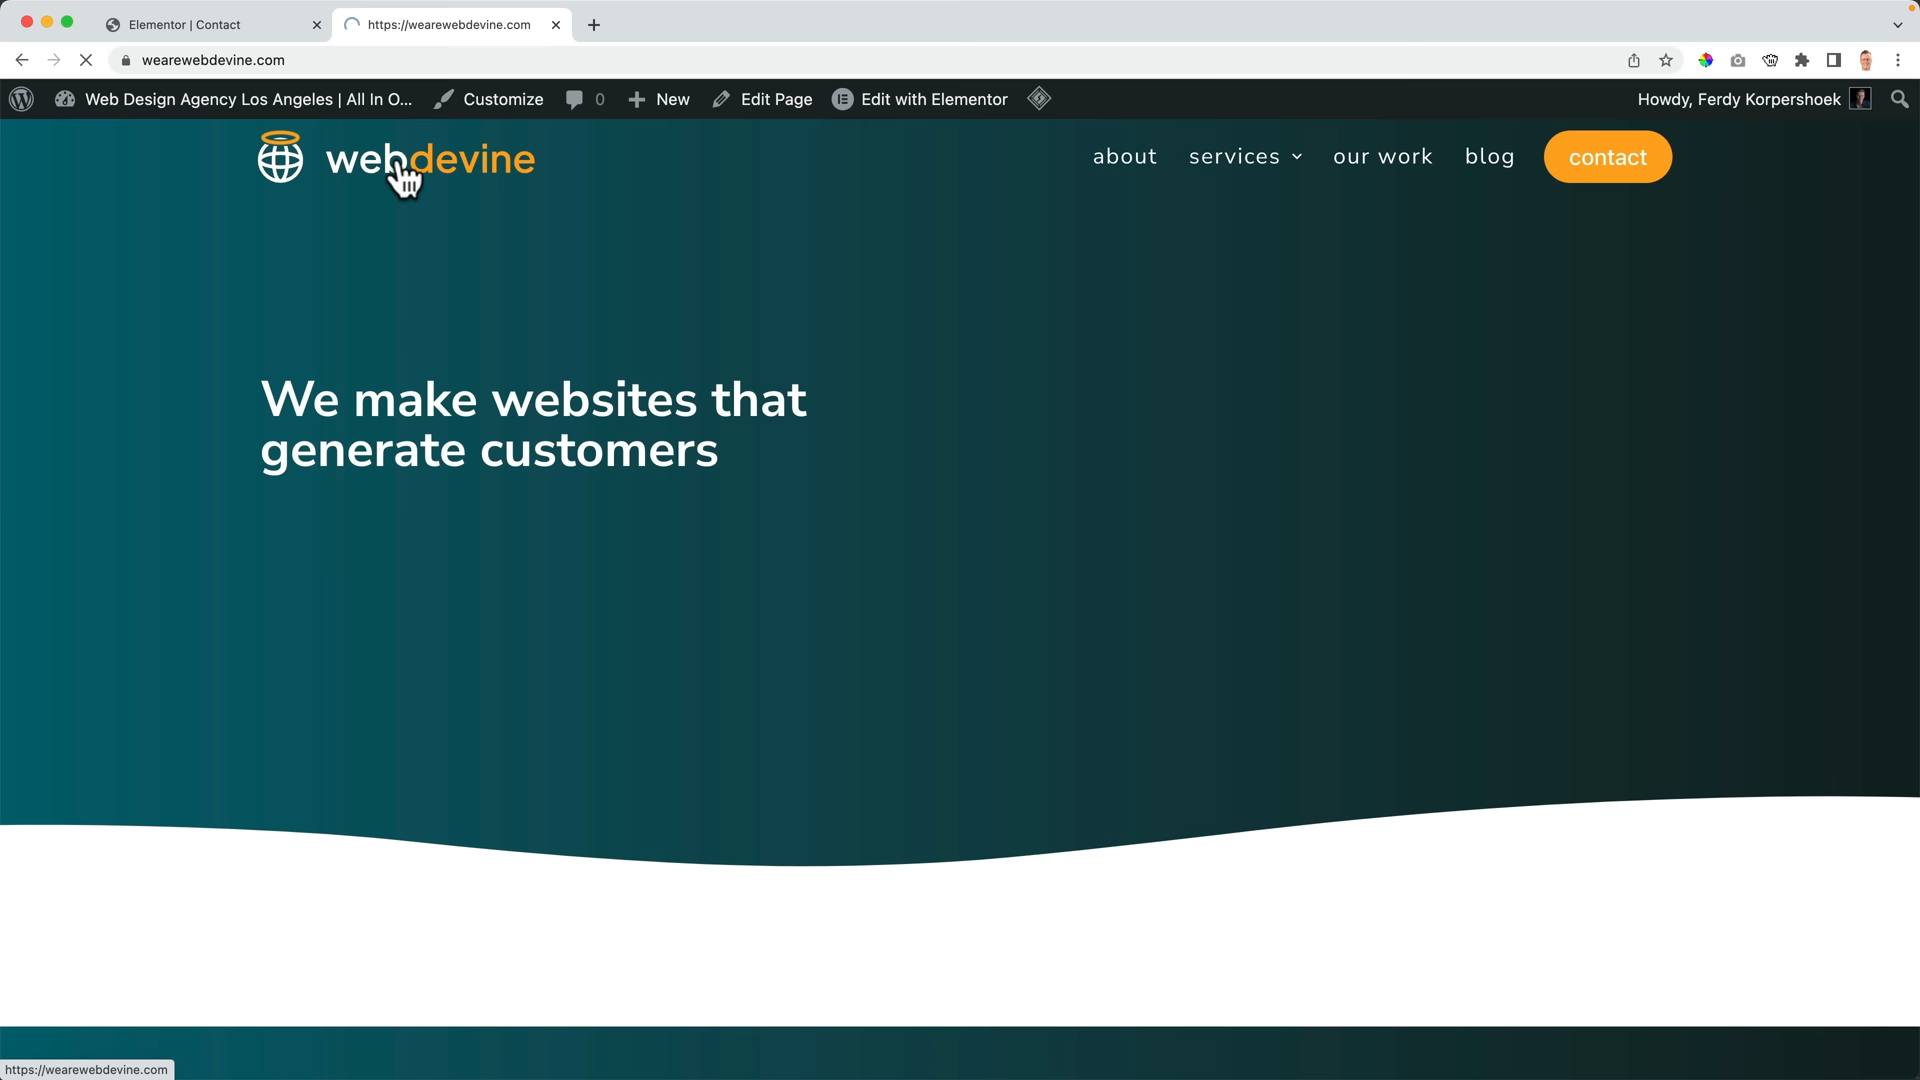 Elementor | Contact
https://wearewebdevine.com
wearewebdevine.com
Web Design Agency Los Angeles | All In O...
Customize
0
New
Edit Page
Edit with Elementor
Howdy, Ferdy Korpershoek
webdevine
about
services
our work
blog
contact
We make websites that
generate customers
https://wearewebdevine.com